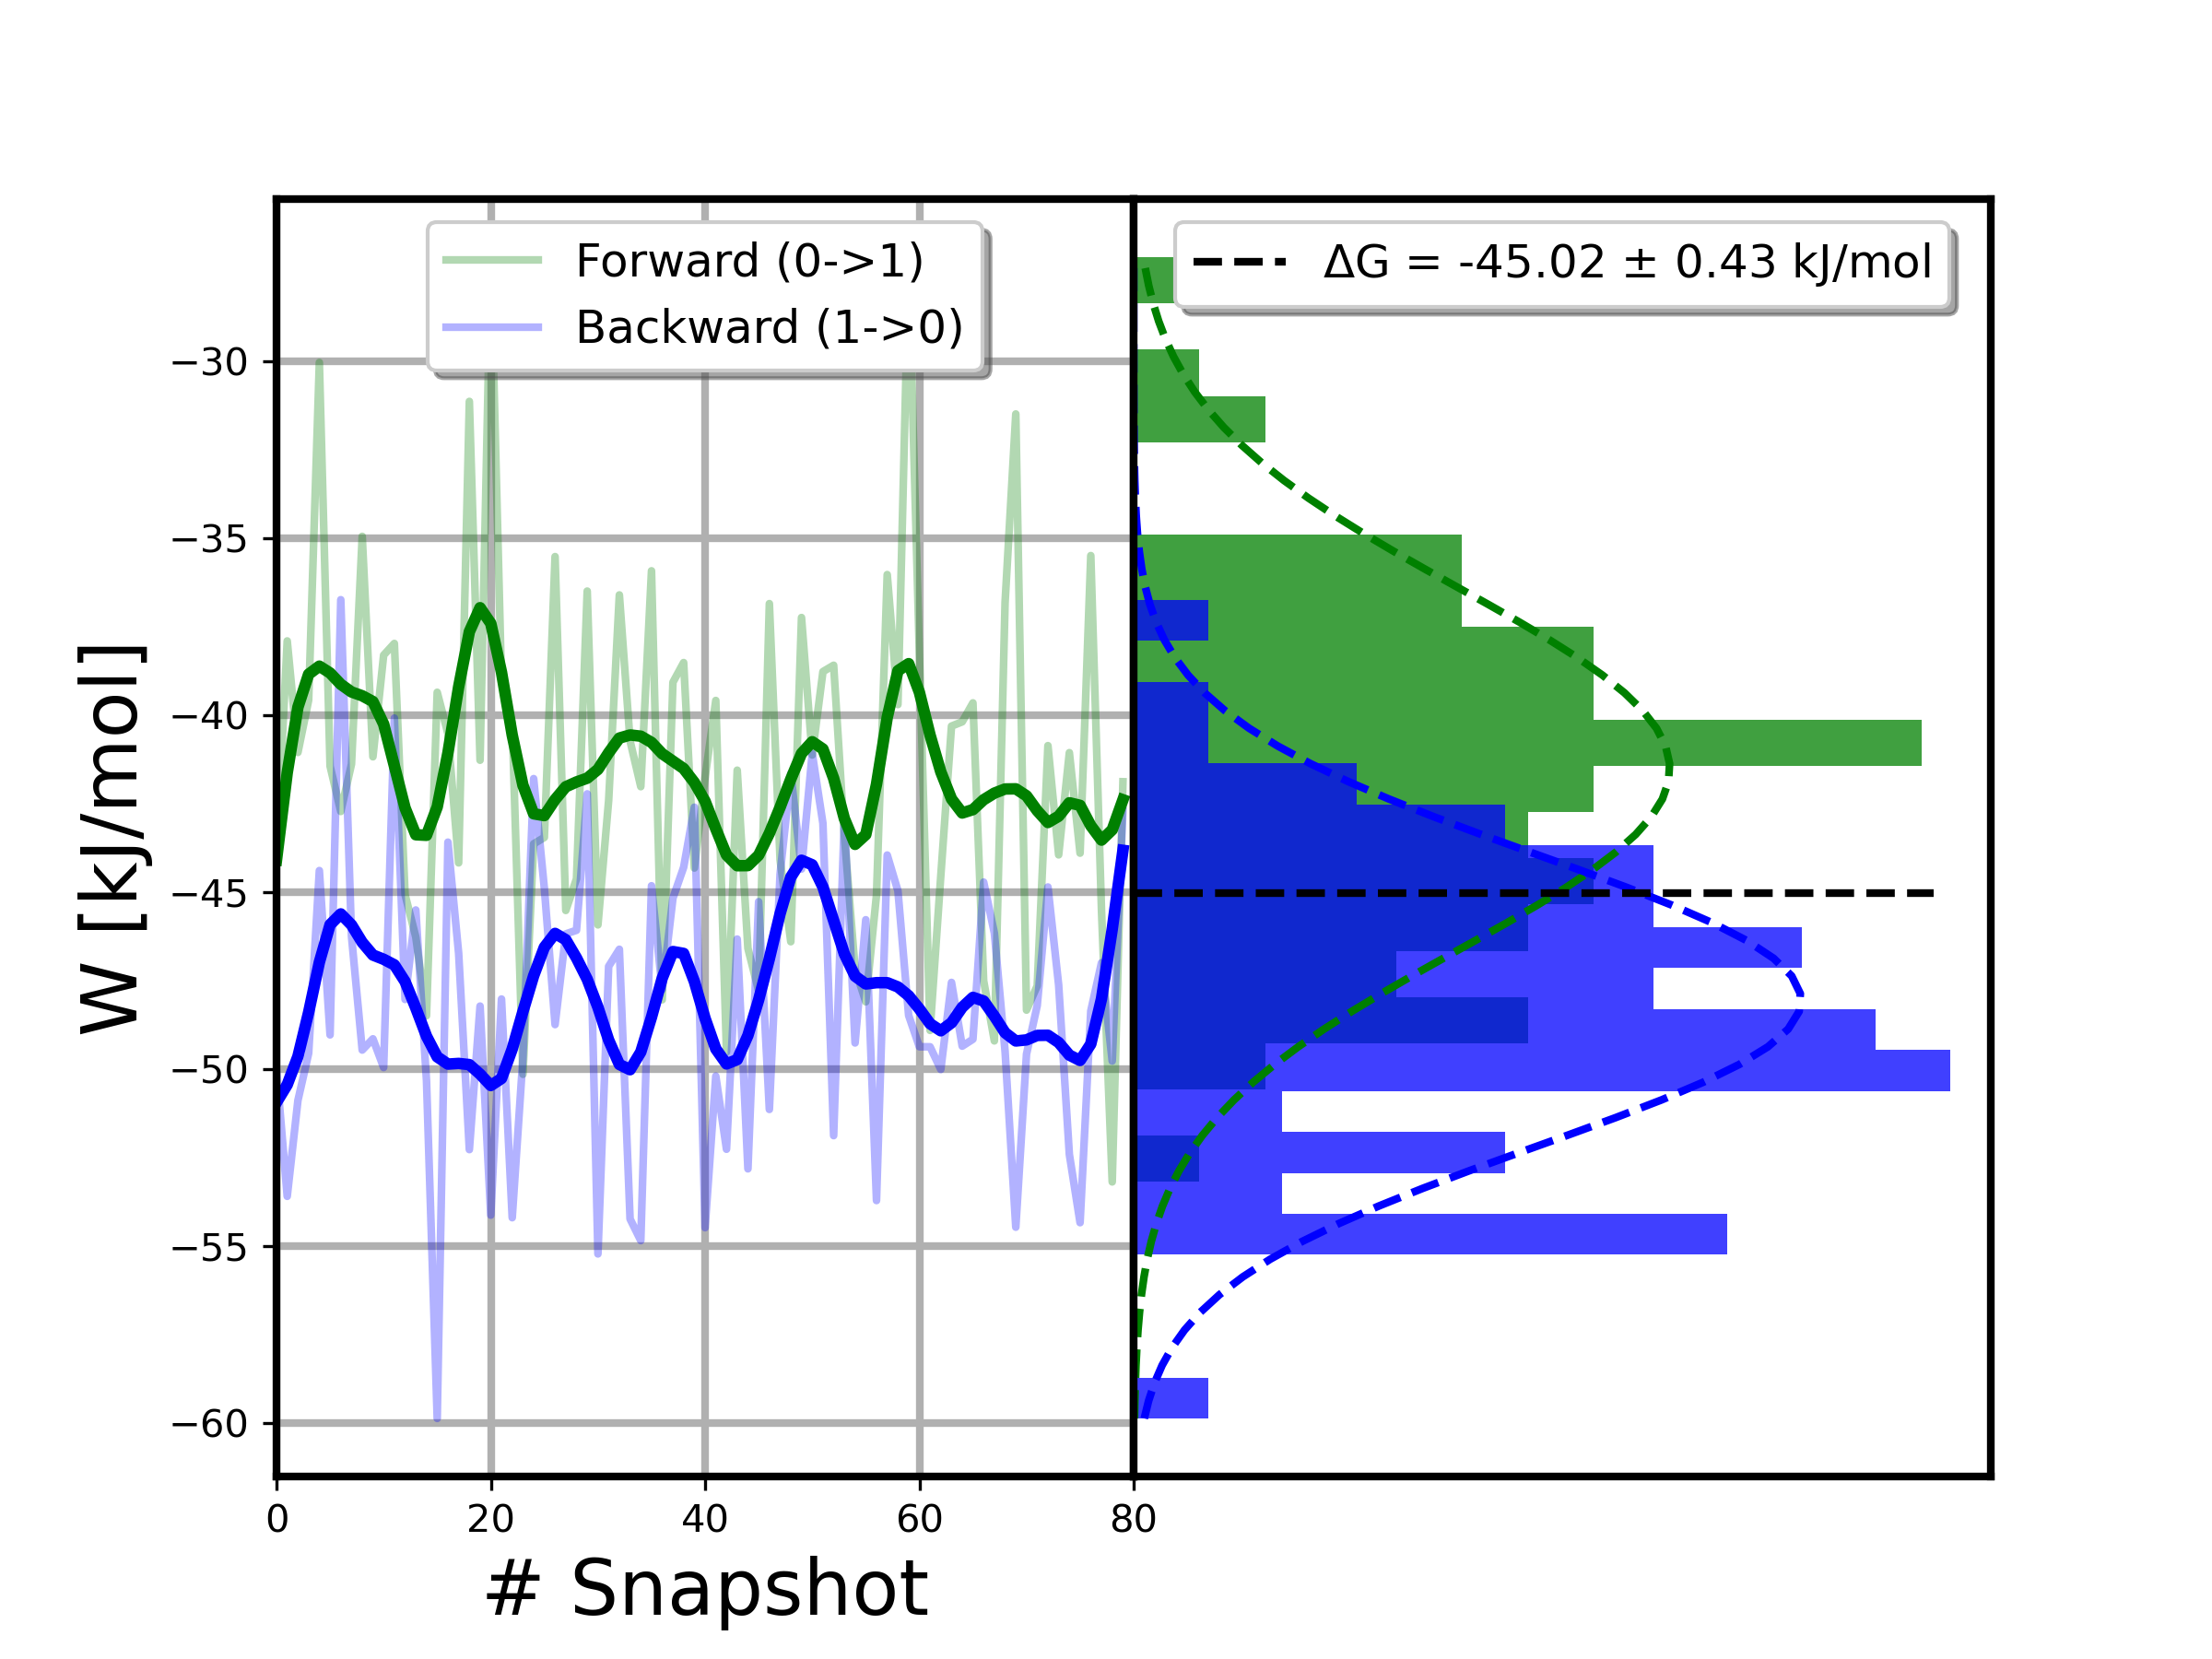 Forward (0->1)
Backward (1->0)
ΔG = -45.02 ± 0.43 kJ/mol
W [kJ/mol]
−30
−35
−40
−45
−50
−55
−60
0 20 40 60 80
# Snapshot